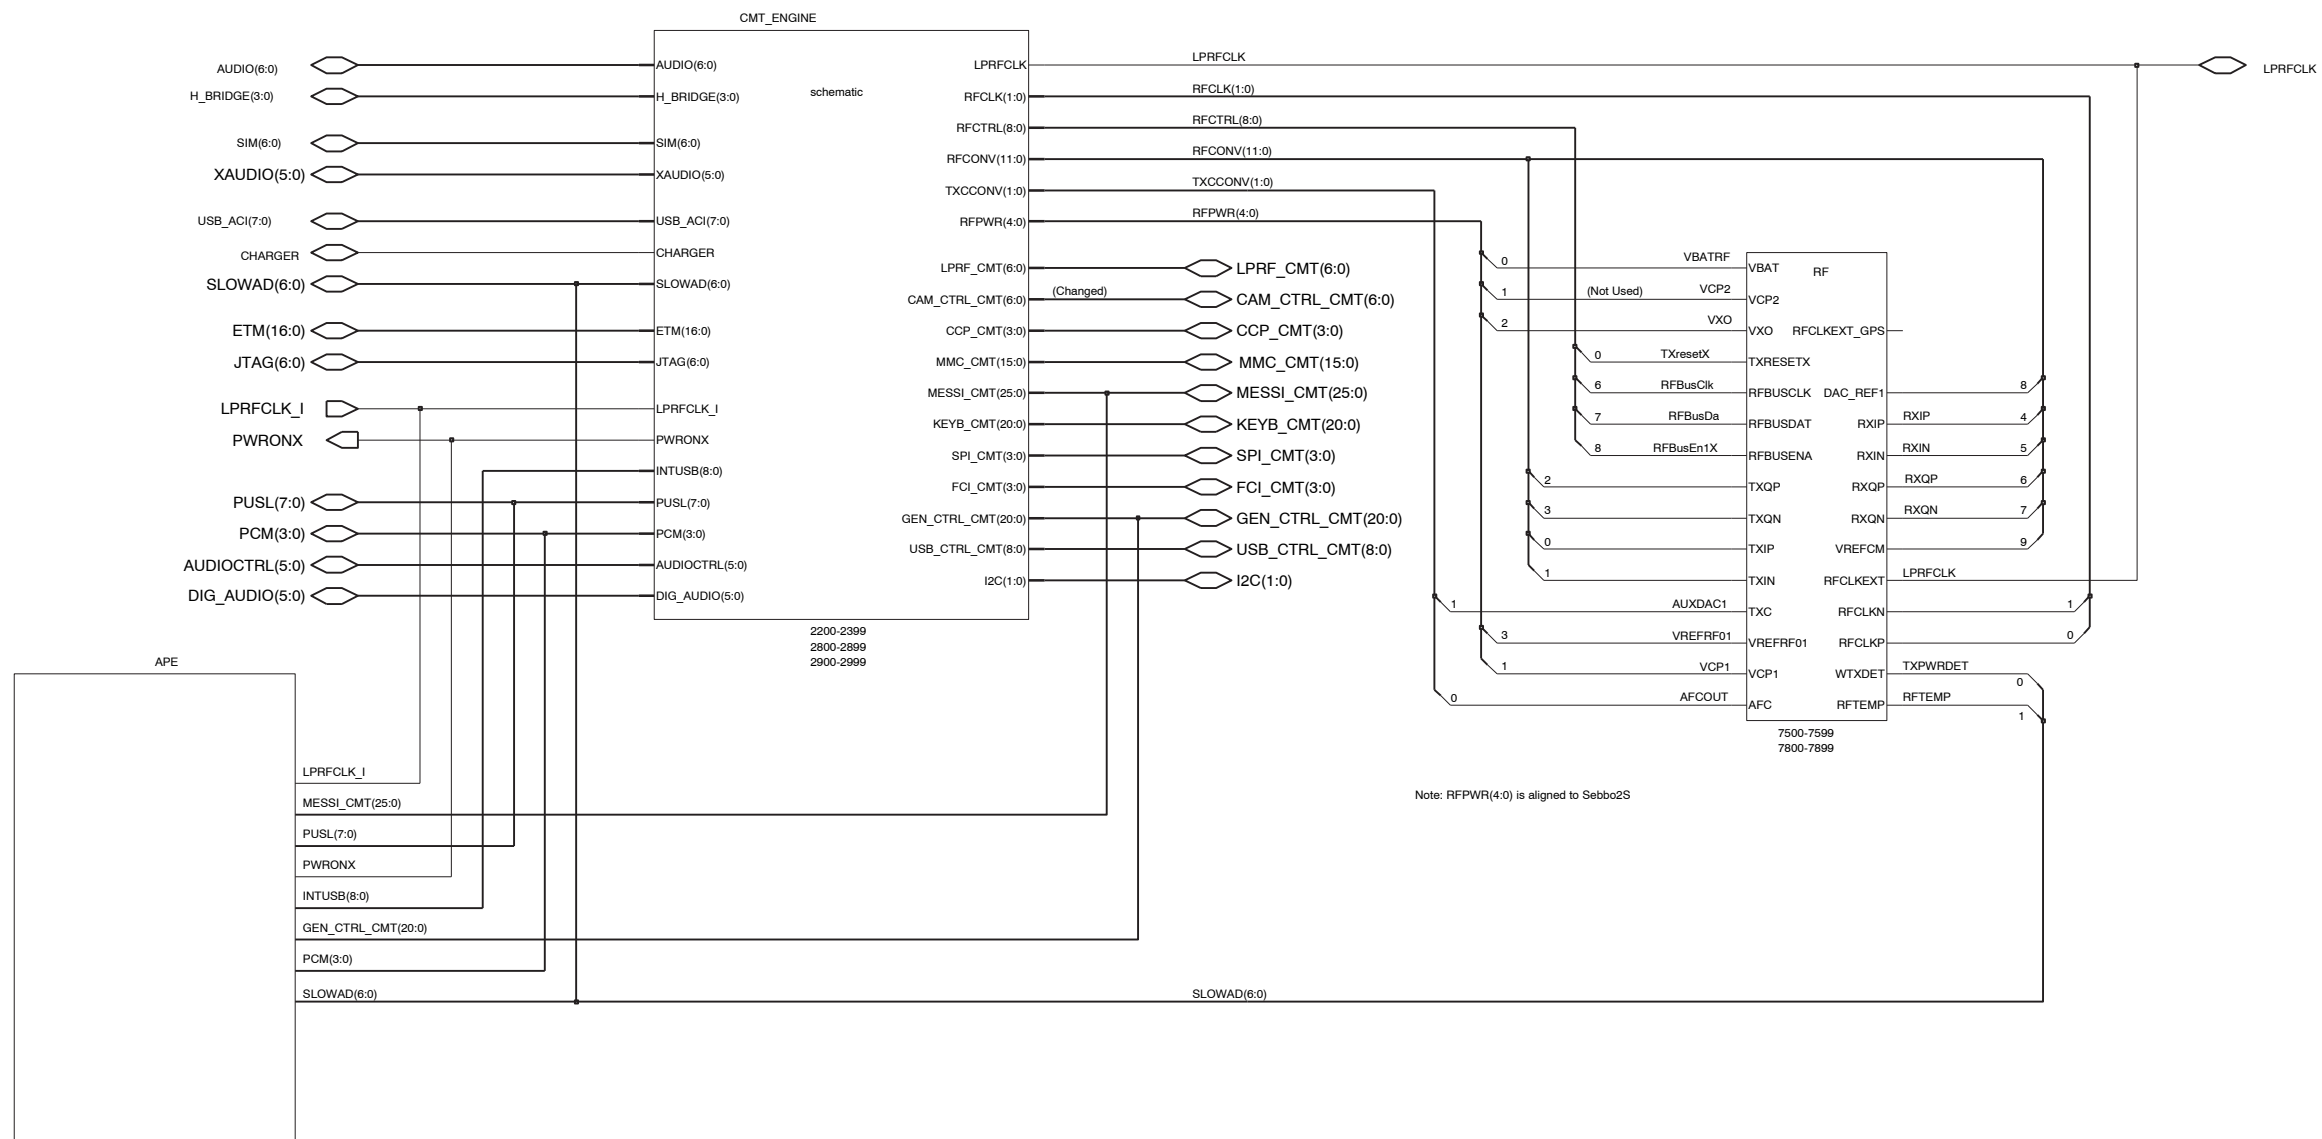 CMT_ENGINE
schematic
AUDIO(6:0)
H_BRIDGE(3:0)
SIM(6:0)
XAUDIO(5:0)
USB_ACI(7:0)
CHARGER
SLOWAD(6:0)
ETM(16:0)
JTAG(6:0)
LPRFCLK_I
PWRONX
PUSL(7:0)
PCM(3:0)
AUDIOCTRL(5:0)
DIG_AUDIO(5:0)
AUDIO(6:0)
H_BRIDGE(3:0)
SIM(6:0)
XAUDIO(5:0)
USB_ACI(7:0)
CHARGER
SLOWAD(6:0)
ETM(16:0)
JTAG(6:0)
LPRFCLK_I
PWRONX
INTUSB(8:0)
PUSL(7:0)
PCM(3:0)
AUDIOCTRL(5:0)
DIG_AUDIO(5:0)
LPRFCLK
RFCLK(1:0)
RFCTRL(8:0)
RFCONV(11:0)
TXCCONV(1:0)
RFPWR(4:0)
LPRF_CMT(6:0)
CAM_CTRL_CMT(6:0)
CCP_CMT(3:0)
MMC_CMT(15:0)
MESSI_CMT(25:0)
KEYB_CMT(20:0)
SPI_CMT(3:0)
FCI_CMT(3:0)
GEN_CTRL_CMT(20:0)
USB_CTRL_CMT(8:0)
I2C(1:0)
2200-2399
2800-2899
2900-2999
LPRFCLK
RFCLK(1:0)
RFCTRL(8:0)
RFCONV(11:0)
TXCCONV(1:0)
RFPWR(4:0)
(Changed)
LPRF_CMT(6:0)
CAM_CTRL_CMT(6:0)
CCP_CMT(3:0)
MMC_CMT(15:0)
MESSI_CMT(25:0)
KEYB_CMT(20:0)
SPI_CMT(3:0)
FCI_CMT(3:0)
GEN_CTRL_CMT(20:0)
USB_CTRL_CMT(8:0)
I2C(1:0)
LPRFCLK
0 VBATRF
1 (Not Used) VCP2
2 VXO
0 TXresetX
6 RFBusClk
7 RFBusDa
8 RFBusEn1X
2
3
0
1
1 AUXDAC1
3 VREFRF01
1 VCP1
0 AFCOUT
RF
VBAT
VCP2
VXO
TXRESETX
RFBUSCLK
RFBUSDAT
RFBUSENA
TXQP
TXQN
TXIP
TXIN
TXC
VREFRF01
VCP1
AFC
RFCLKEXT_GPS
DAC_REF1
RXIP
RXIN
RXQP
RXQN
VREFCM
RFCLKEXT
RFCLKN
RFCLKP
WTXDET
RFTEMP
8
RXIP 4
RXIN 5
RXQP 6
RXQN 7
9
LPRFCLK
1
0
TXPWRDET 0
RFTEMP 1
7500-7599
7800-7899
Note: RFPWR(4:0) is aligned to Sebbo2S
APE
LPRFCLK_I
MESSI_CMT(25:0)
PUSL(7:0)
PWRONX
INTUSB(8:0)
GEN_CTRL_CMT(20:0)
PCM(3:0)
SLOWAD(6:0)
SLOWAD(6:0)